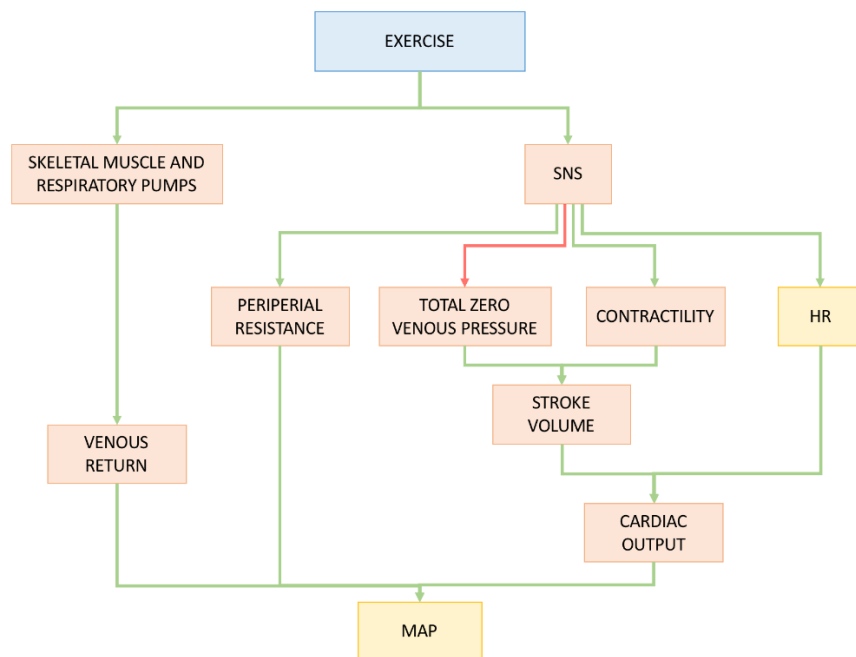 EXERCISE
SKELETAL MUSCLE AND
RESPIRATORY PUMPS
SNS
PERIPERIAL
RESISTANCE
TOTAL ZERO
VENOUS PRESSURE
CONTRACTILITY
HR
STROKE
VOLUME
VENOUS
RETURN
CARDIAC
OUTPUT
MAP